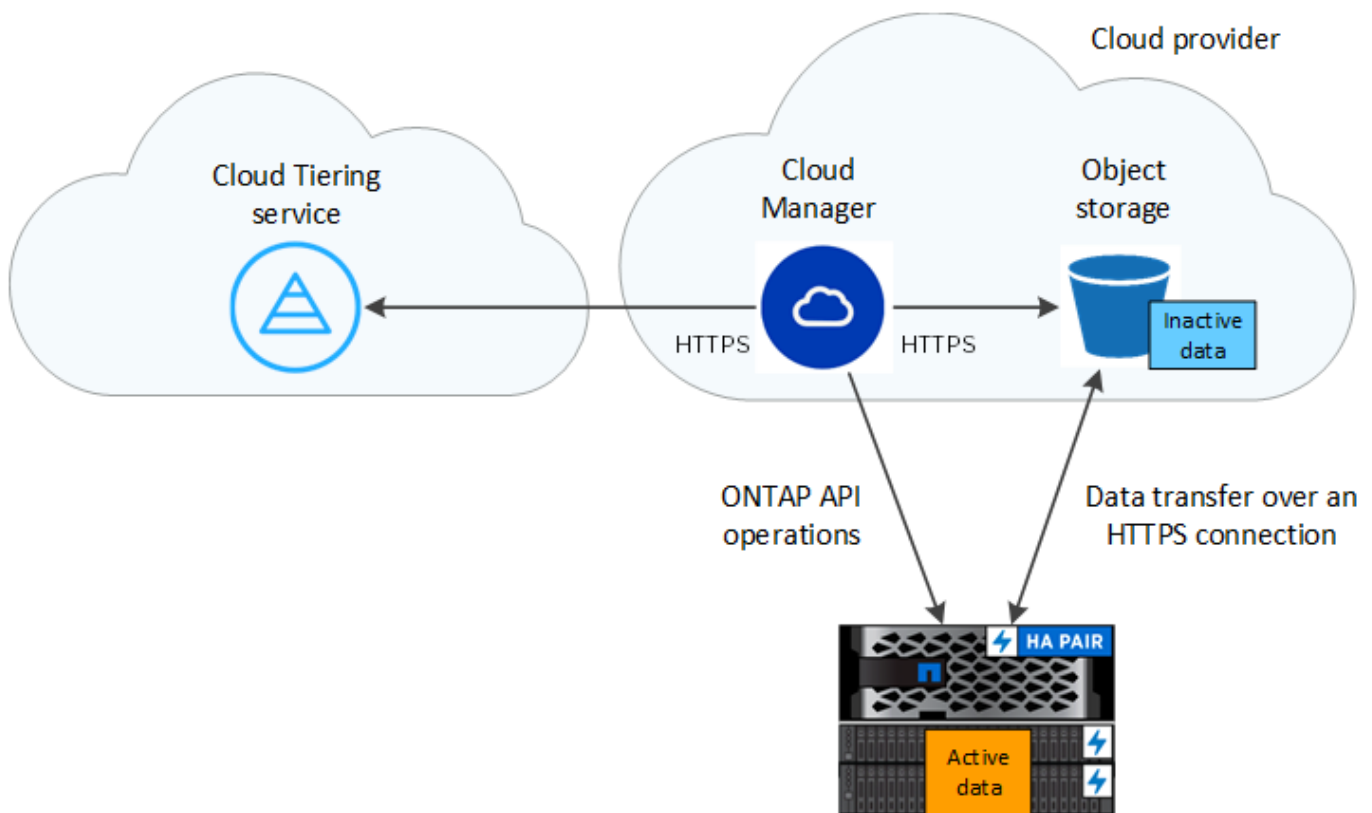 Cloud provider
Cloud Tiering
service
Cloud
Manager
Object
storage
Inactive
data
HTTPS
HTTPS
ONTAP API
operations
Data transfer over an
HTTPS connection
HA PAIR
Active
data